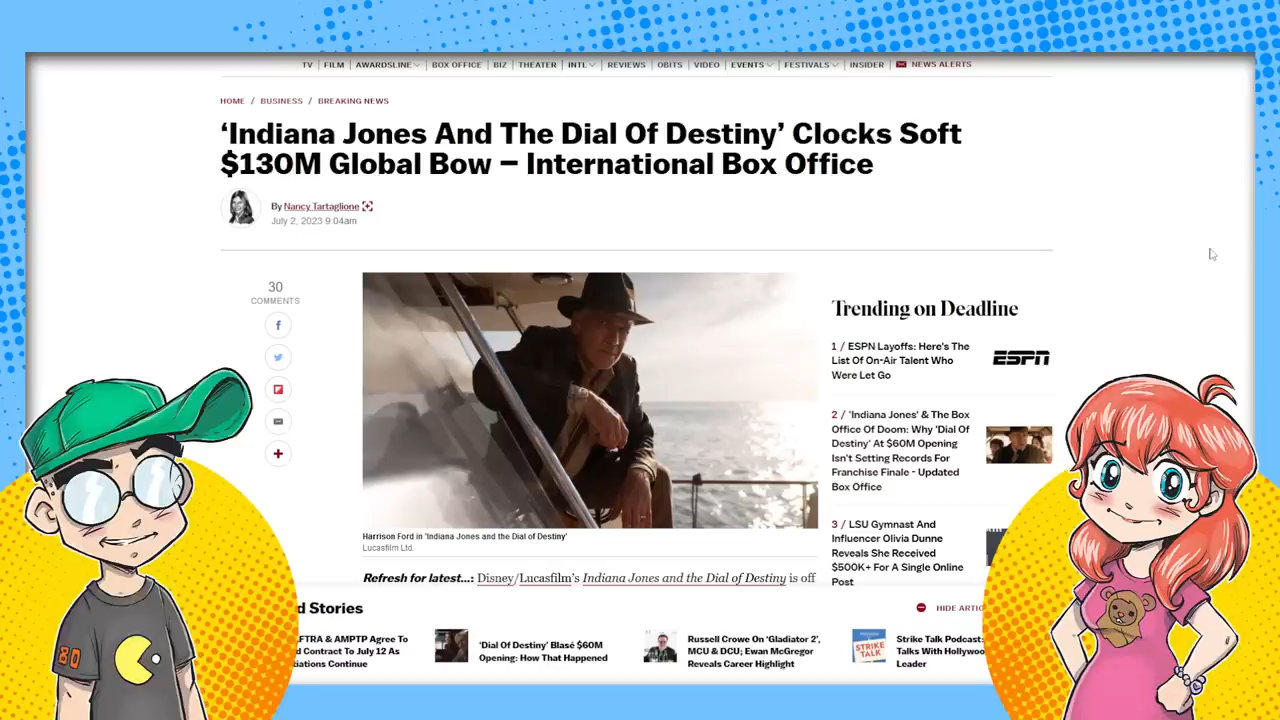 TV | FILM | AWARDSLINE | BOX OFFICE | BIZ | THEATER | INTL | REVIEWS | OBITS | VIDEO | EVENTS | FESTIVALS | INSIDER | NEWS ALERTS
HOME / BUSINESS / BREAKING NEWS
‘Indiana Jones And The Dial Of Destiny’ Clocks Soft
$130M Global Bow – International Box Office
By Nancy Tartaglione
July 2, 2023 9:04am
30
COMMENTS
Harrison Ford in 'Indiana Jones and the Dial of Destiny'
Lucasfilm Ltd.
Refresh for latest...: Disney/Lucasfilm's Indiana Jones and the Dial of Destiny is off
Trending on Deadline
1 / ESPN Layoffs: Here's The
List Of On-Air Talent Who
Were Let Go
ESPN
2 / 'Indiana Jones' & The Box
Office Of Doom: Why 'Dial Of
Destiny' At $60M Opening
Isn't Setting Records For
Franchise Finale - Updated
Box Office
3 / LSU Gymnast And
Influencer Olivia Dunne
Reveals She Received
$500K+ For A Single Online
Post
d Stories
HIDE ARTIC
FTRA & AMPTP Agree To
d Contract To July 12 As
tiations Continue
'Dial Of Destiny' Blasé $60M
Opening: How That Happened
Russell Crowe On 'Gladiator 2',
MCU & DCU; Ewan McGregor
Reveals Career Highlight
STRIKE
TALK
Strike Talk Podcast:
Talks With Hollywoo
Leader
80